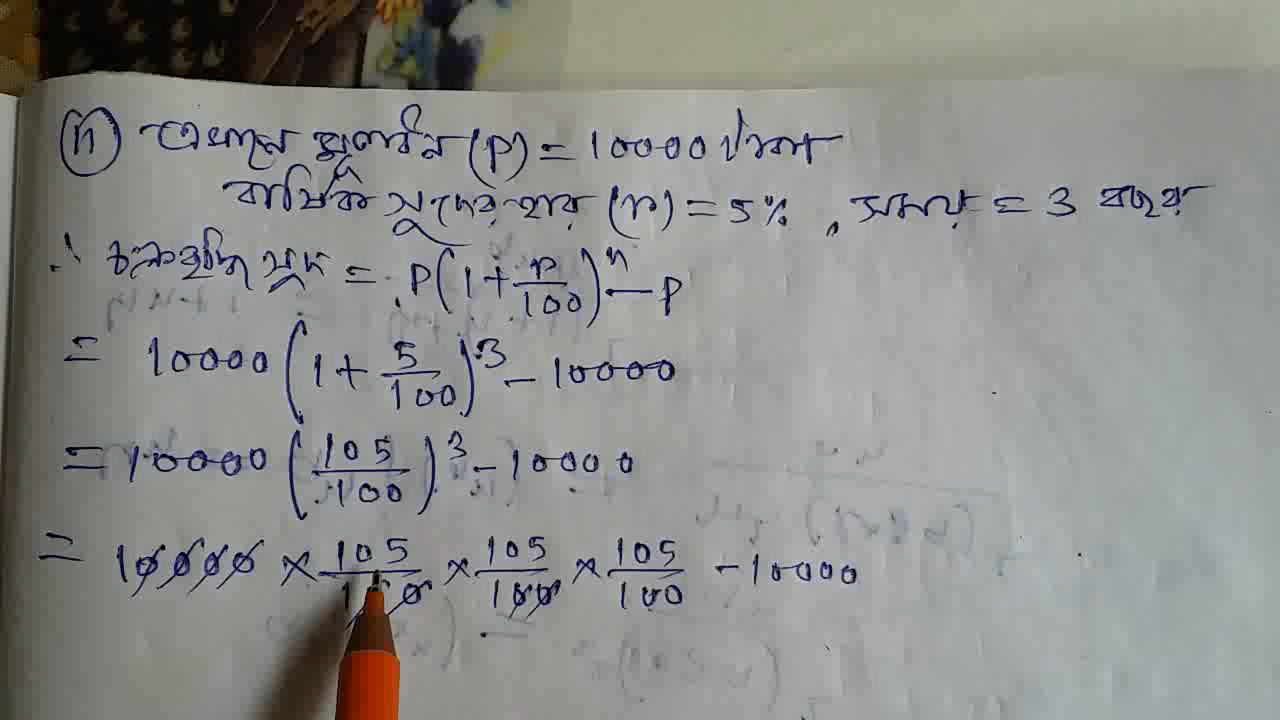 (ii) এখানে মূলধন (P) = 10000 টাকা
বার্ষিক সুদের হার (r) = 5% , সময় = 3 বছর
∴ চক্রবৃদ্ধি সুদ = P(1+r/100)^n — P
= 10000 (1+5/100)^3 - 10000
= 10000 (105/100)^3 - 10000
= 10000 × 105/100 × 105/100 × 105/100 - 10000